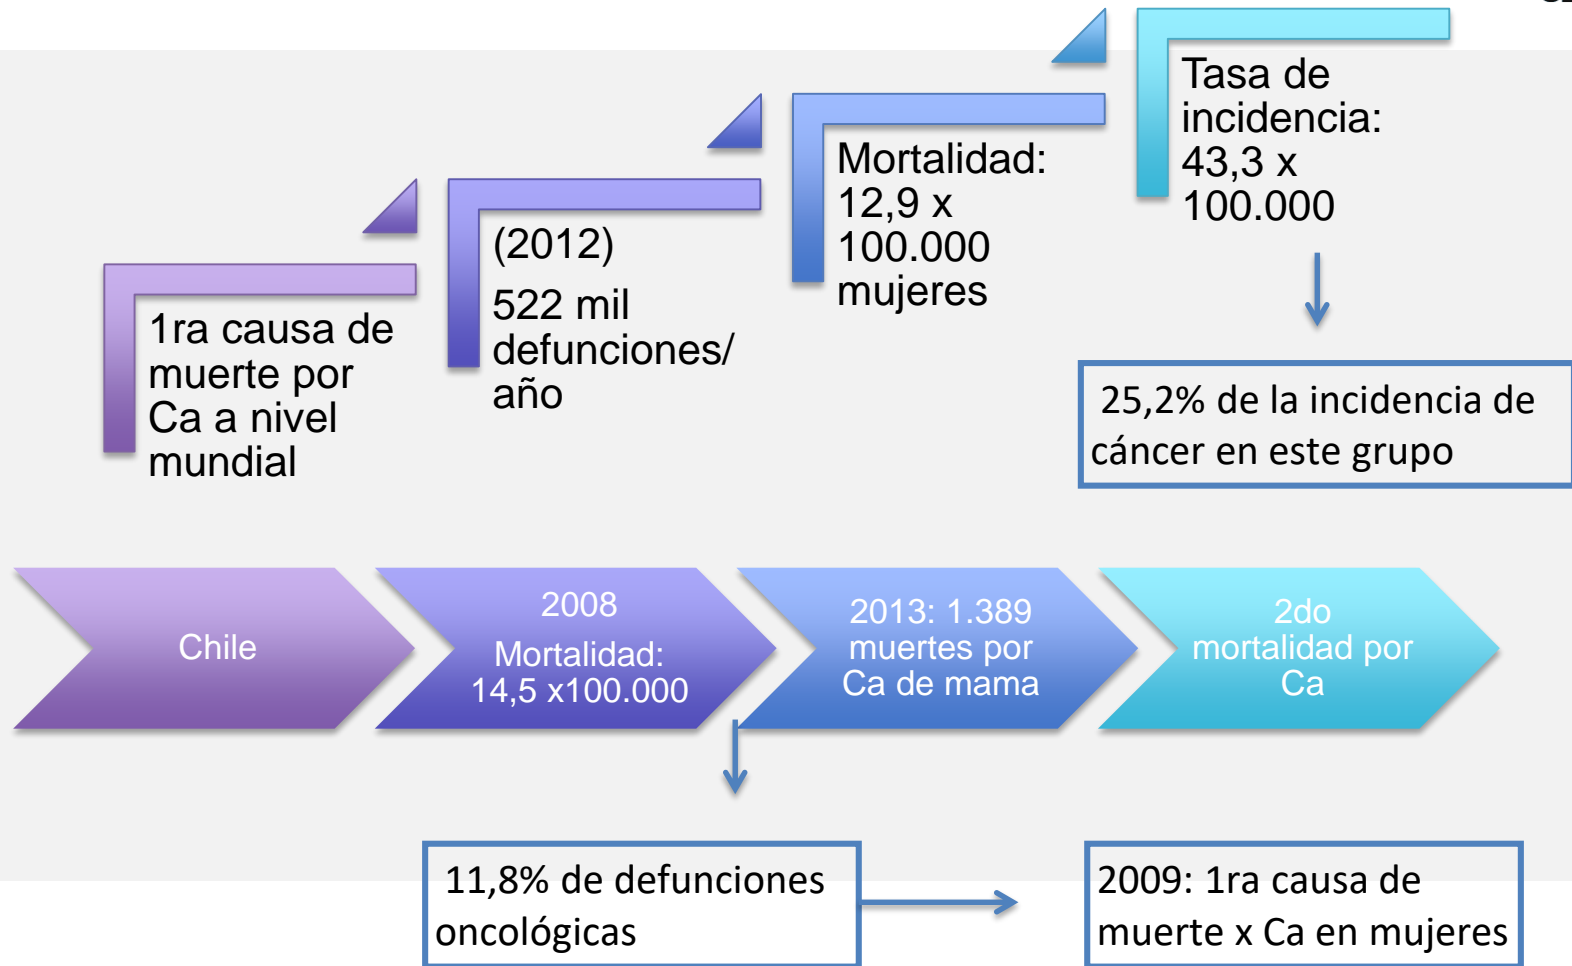 1ra causa de
muerte por
Ca a nivel
mundial
(2012)
522 mil
defunciones/
año
Mortalidad:
12,9 x
100.000
mujeres
Tasa de
incidencia:
43,3 x
100.000
25,2% de la incidencia de
cáncer en este grupo
Chile
2008
Mortalidad:
14,5 x100.000
2013: 1.389
muertes por
Ca de mama
2do
mortalidad por
Ca
11,8% de defunciones
oncológicas
2009: 1ra causa de
muerte x Ca en mujeres